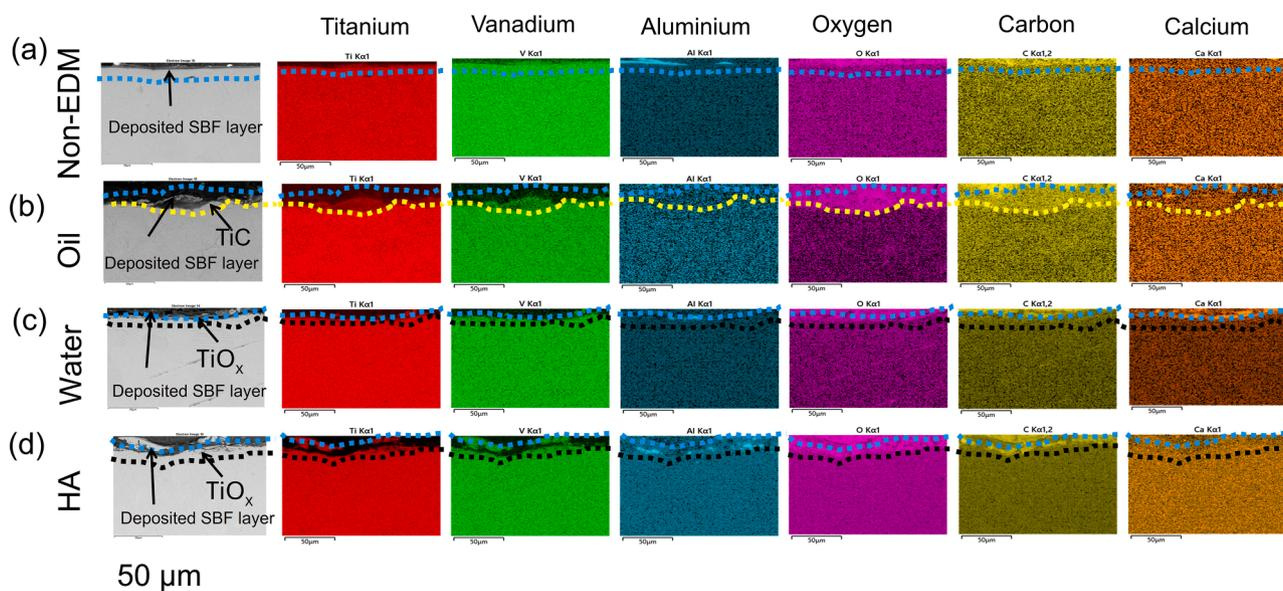 Titanium Vanadium Aluminium Oxygen Carbon Calcium
(a) Non-EDM
Ti Kα1 V Kα1 Al Kα1 O Kα1 C Kα1,2 Ca Kα1
Deposited SBF layer
50µm 50µm 50µm 50µm 50µm 50µm
(b) Oil
Ti Kα1 V Kα1 Al Kα1 O Kα1 C Kα1,2 Ca Kα1
TiC
Deposited SBF layer
50µm 50µm 50µm 50µm 50µm 50µm
(c) Water
Ti Kα1 V Kα1 Al Kα1 O Kα1 C Kα1,2 Ca Kα1
TiOx
Deposited SBF layer
50µm 50µm 50µm 50µm 50µm 50µm
(d) HA
Ti Kα1 V Kα1 Al Kα1 O Kα1 C Kα1,2 Ca Kα1
TiOx
Deposited SBF layer
50µm 50µm 50µm 50µm 50µm 50µm
50 µm